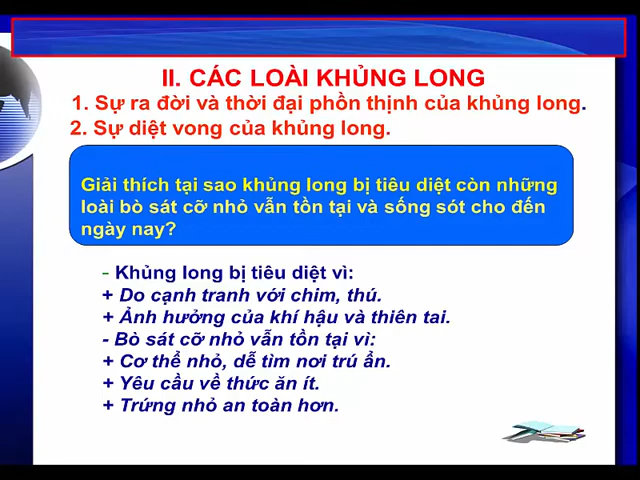 II. CÁC LOÀI KHỦNG LONG
1. Sự ra đời và thời đại phồn thịnh của khủng long.
2. Sự diệt vong của khủng long.
Giải thích tại sao khủng long bị tiêu diệt còn những
loài bò sát cỡ nhỏ vẫn tồn tại và sống sót cho đến
ngày nay?
- Khủng long bị tiêu diệt vì:
+ Do cạnh tranh với chim, thú.
+ Ảnh hưởng của khí hậu và thiên tai.
- Bò sát cỡ nhỏ vẫn tồn tại vì:
+ Cơ thể nhỏ, dễ tìm nơi trú ẩn.
+ Yêu cầu về thức ăn ít.
+ Trứng nhỏ an toàn hơn.